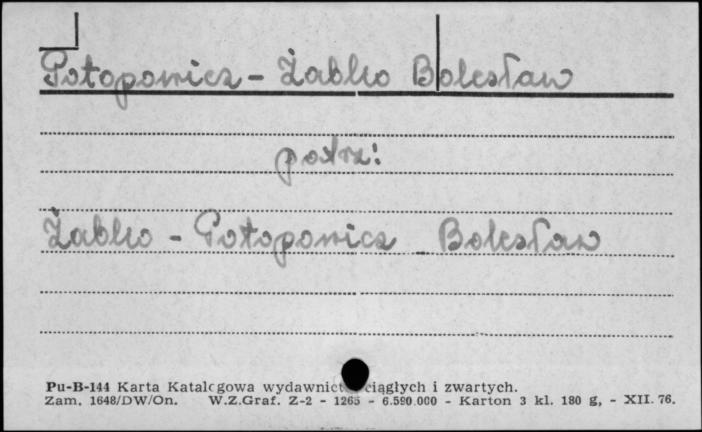 Potopowicz - Żabko Bolesław
patrz:
Żabko - Potopowicz Bolesław
Pu-B-144 Karta Katalogowa wydawnictw ciągłych i zwartych.
Zam. 1648/DW/On. W.Z.Graf. Z-2 - 1265 - 6.590.000 - Karton 3 kl. 180 g, - XII. 76.